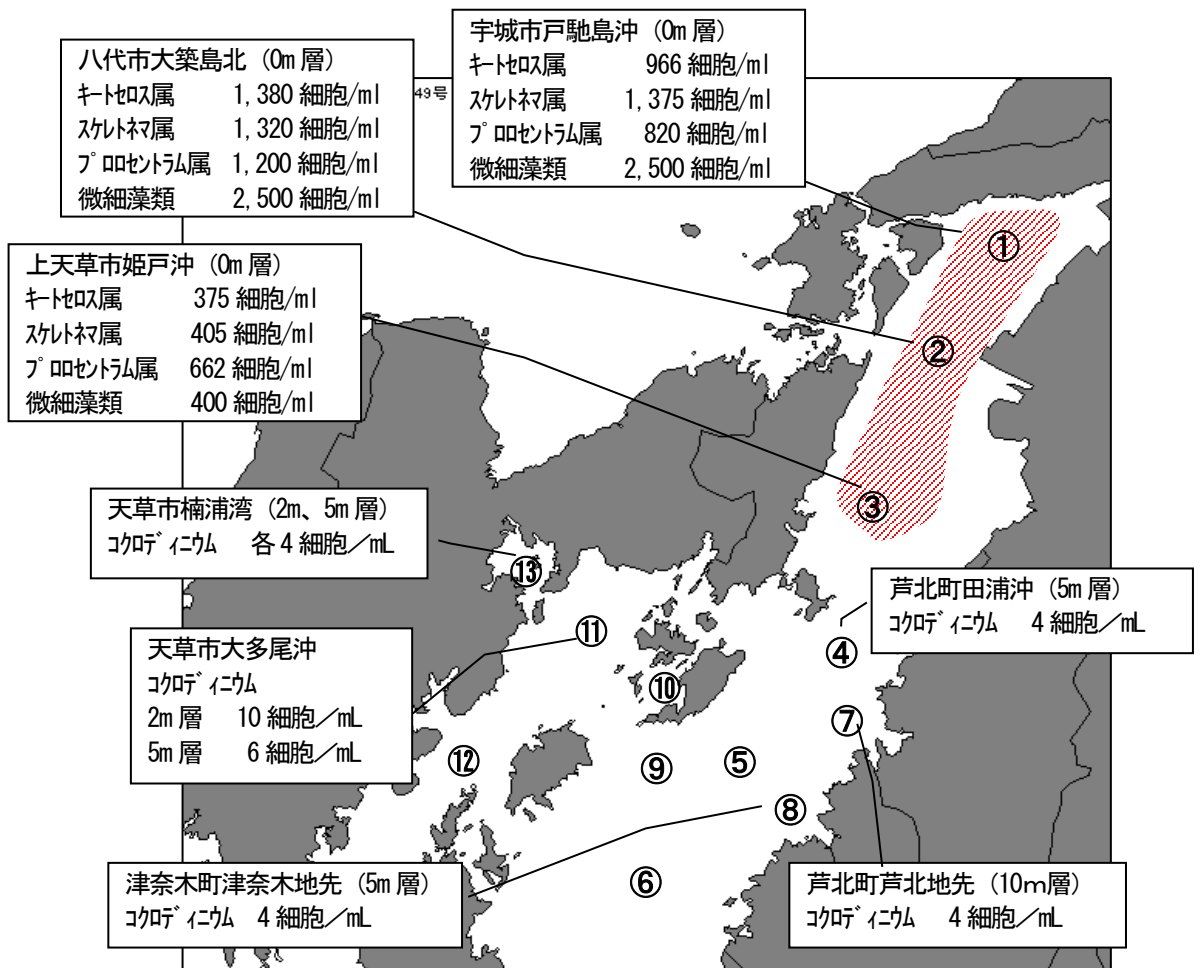 宇城市戸馳島沖（0m 層）
ｷｰﾄｾﾛｽ属 966 細胞/ml
ｽｹﾚﾄﾈﾏ属 1,375 細胞/ml
ﾌﾟﾛﾛｾﾝﾄﾗﾑ属 820 細胞/ml
微細藻類 2,500 細胞/ml
八代市大築島北（0m 層）
ｷｰﾄｾﾛｽ属 1,380 細胞/ml
ｽｹﾚﾄﾈﾏ属 1,320 細胞/ml
ﾌﾟﾛﾛｾﾝﾄﾗﾑ属 1,200 細胞/ml
微細藻類 2,500 細胞/ml
49号
上天草市姫戸沖（0m 層）
ｷｰﾄｾﾛｽ属 375 細胞/ml
ｽｹﾚﾄﾈﾏ属 405 細胞/ml
ﾌﾟﾛﾛｾﾝﾄﾗﾑ属 662 細胞/ml
微細藻類 400 細胞/ml
①
②
③
天草市楠浦湾（2m、5m 層）
ｺｸﾛﾃﾞｨﾆｳﾑ 各 4 細胞／mL
⑬
芦北町田浦沖（5m 層）
ｺｸﾛﾃﾞｨﾆｳﾑ 4 細胞／mL
天草市大多尾沖
ｺｸﾛﾃﾞｨﾆｳﾑ
2m 層 10 細胞／mL
5m 層 6 細胞／mL
⑪
④
⑩
⑦
⑫
⑨
⑤
⑧
⑥
津奈木町津奈木地先（5m 層）
ｺｸﾛﾃﾞｨﾆｳﾑ 4 細胞／mL
芦北町芦北地先（10ｍ層）
ｺｸﾛﾃﾞｨﾆｳﾑ 4 細胞／mL